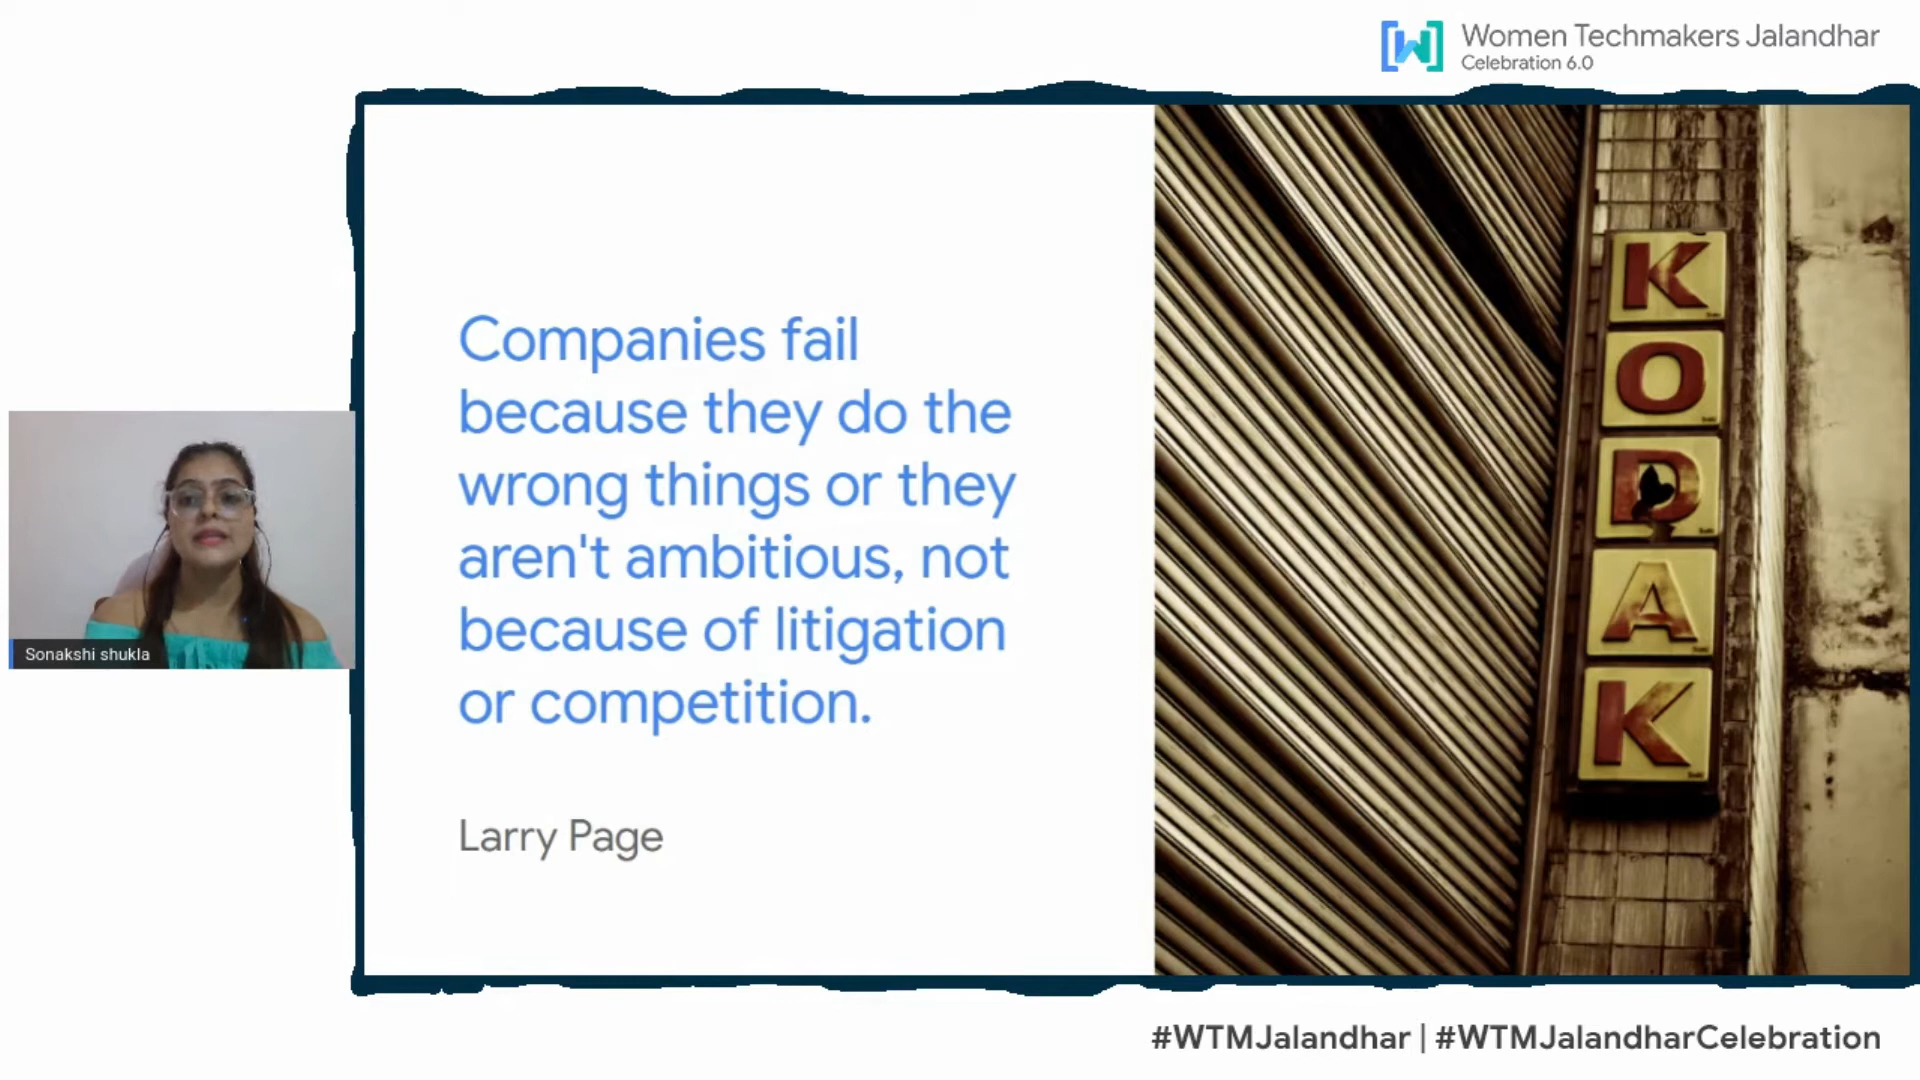 Women Techmakers Jalandhar
Celebration 6.0
Companies fail
because they do the
wrong things or they
aren't ambitious, not
because of litigation
or competition.
Larry Page
K
O
D
A
K
Sonakshi shukla
#WTMJalandhar | #WTMJalandharCelebration